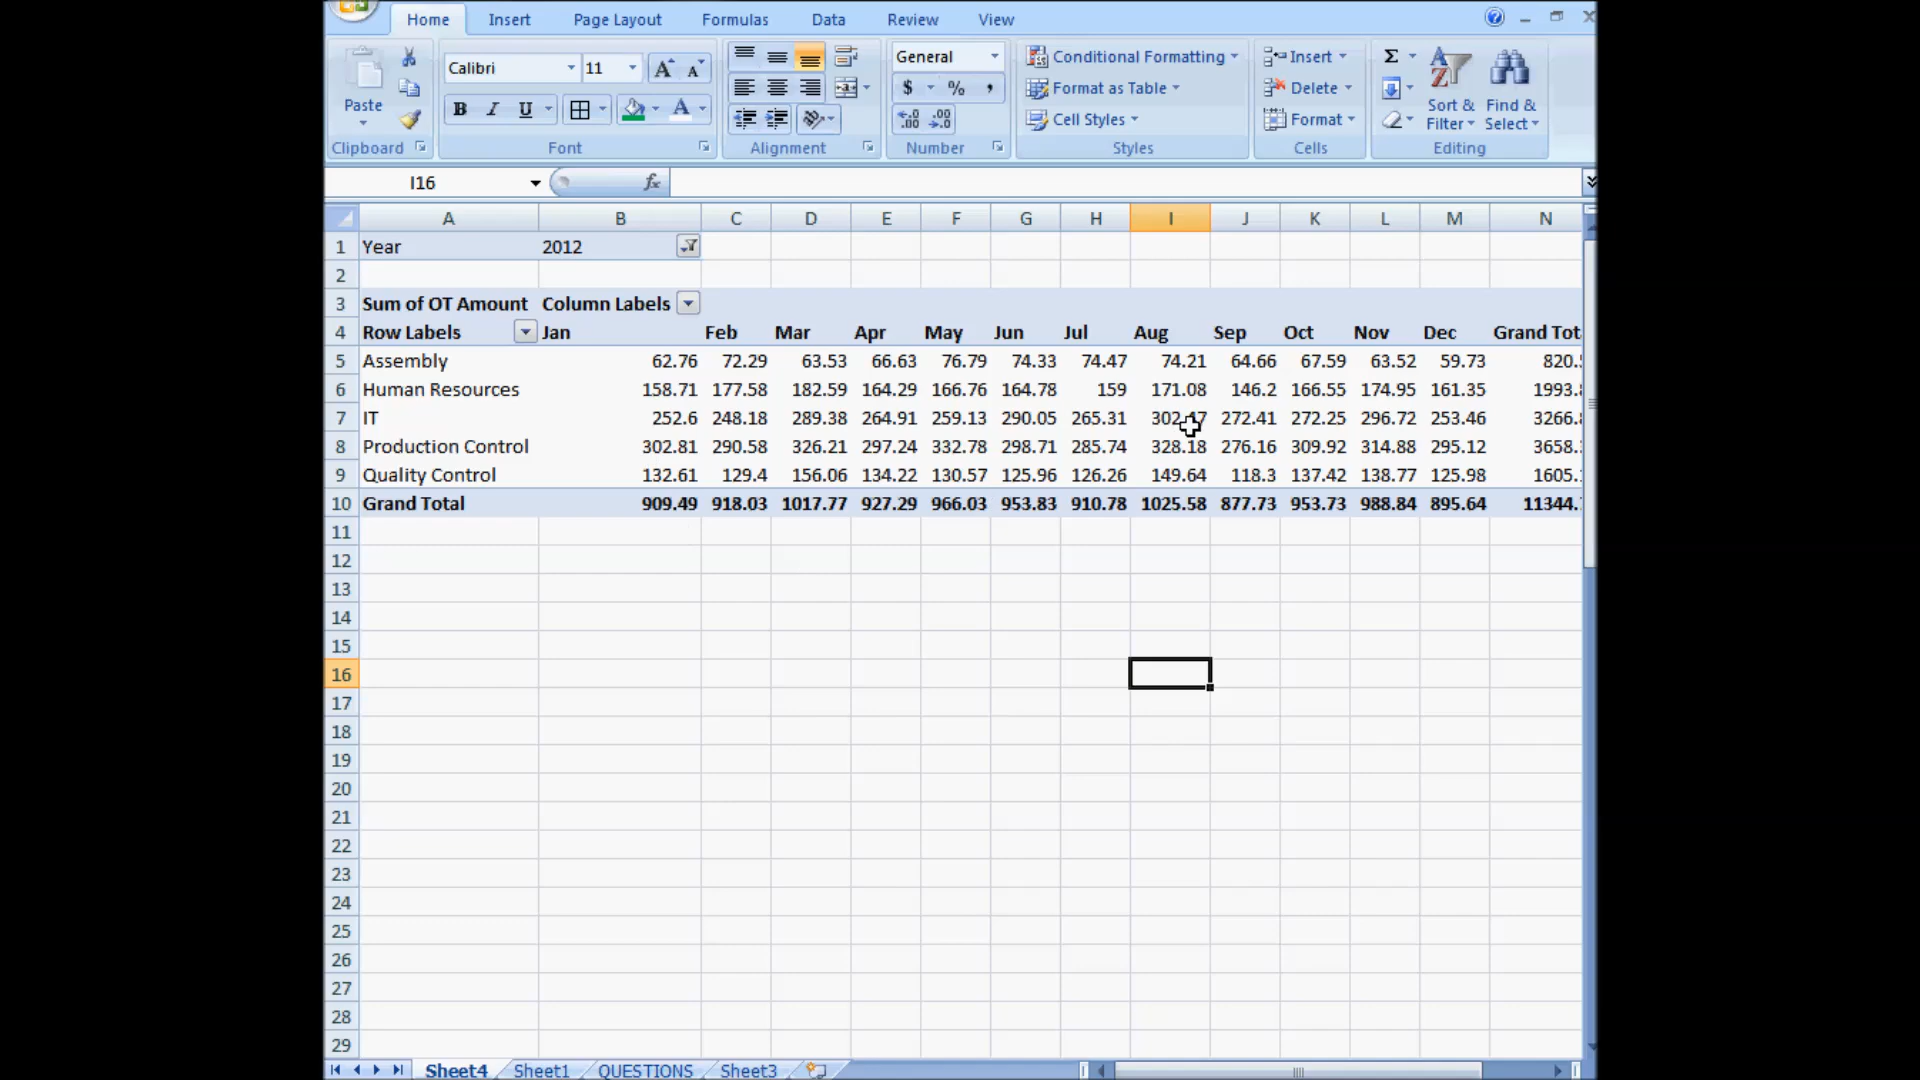 Home Insert Page Layout Formulas Data Review View
Calibri 11 General Conditional Formatting Insert Σ
Paste B I U $ % , Format as Table Delete Sort & Filter Find & Select
Cell Styles Format
Clipboard Font Alignment Number Styles Cells Editing
I16 fx
A B C D E F G H I J K L M N
1 Year 2012
2
3 Sum of OT Amount Column Labels
4 Row Labels Jan Feb Mar Apr May Jun Jul Aug Sep Oct Nov Dec Grand Tot
5 Assembly 62.76 72.29 63.53 66.63 76.79 74.33 74.47 74.21 64.66 67.59 63.52 59.73 820.
6 Human Resources 158.71 177.58 182.59 164.29 166.76 164.78 159 171.08 146.2 166.55 174.95 161.35 1993.
7 IT 252.6 248.18 289.38 264.91 259.13 290.05 265.31 272.41 272.25 296.72 253.46 3266.
8 Production Control 302.81 290.58 326.21 297.24 332.78 298.71 285.74 328.18 276.16 309.92 314.88 295.12 3658.
9 Quality Control 132.61 129.4 156.06 134.22 130.57 125.96 126.26 149.64 118.3 137.42 138.77 125.98 1605.
10 Grand Total 909.49 918.03 1017.77 927.29 966.03 953.83 910.78 1025.58 877.73 953.73 988.84 895.64 11344.
11
12
13
14
15
16
17
18
19
20
21
22
23
24
25
26
27
28
29
Sheet4 Sheet1 QUESTIONS Sheet3